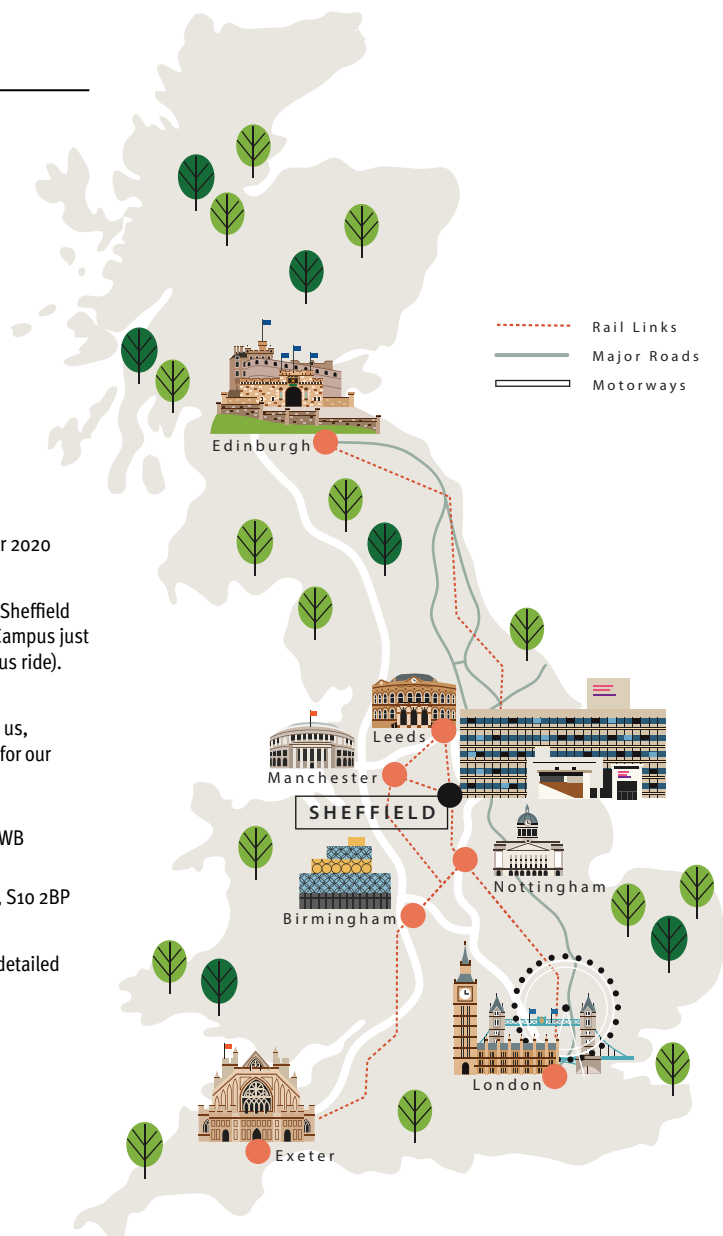 Rail Links
Major Roads
Motorways
Edinburgh
r 2020
Sheffield
Campus just
us ride).
us,
for our
WB
, S10 2BP
detailed
Leeds
Manchester
SHEFFIELD
Nottingham
Birmingham
London
Exeter